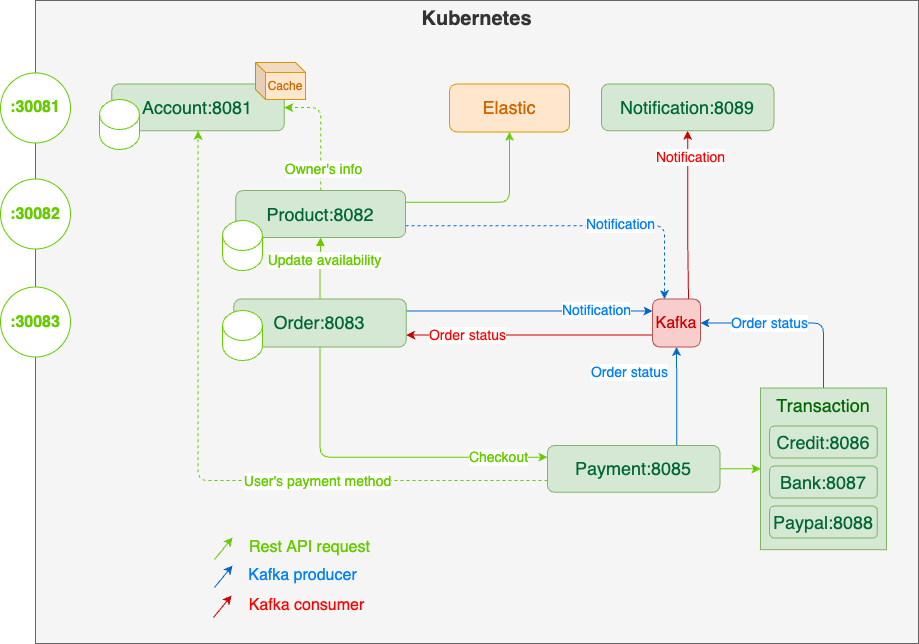 Kubernetes
:30081
Account:8081
Cache
Elastic
Notification:8089
Notification
Owner's info
:30082
Product:8082
Notification
Update availability
:30083
Order:8083
Notification
Kafka
Order status
Order status
Order status
Transaction
Credit:8086
Bank:8087
Paypal:8088
Checkout
Payment:8085
User's payment method
Rest API request
Kafka producer
Kafka consumer